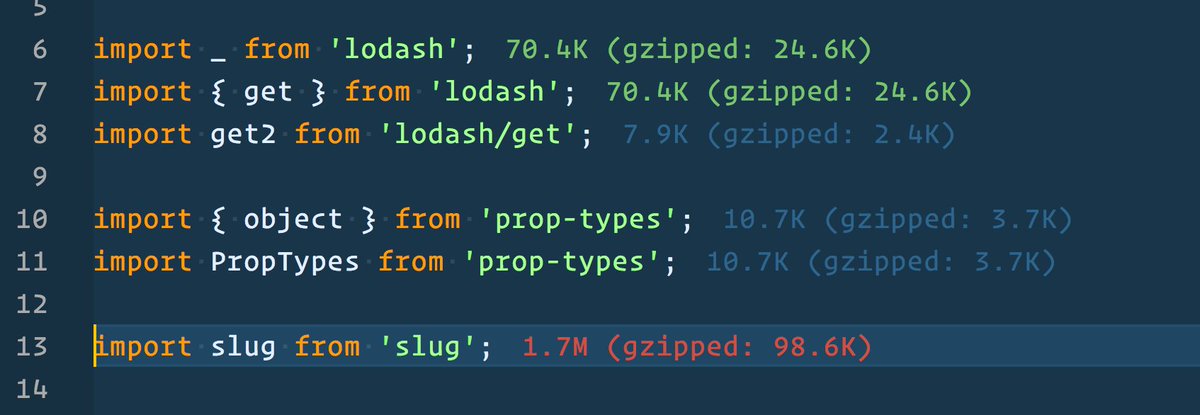 5
6 import _ from 'lodash'; 70.4K (gzipped: 24.6K)
7 import { get } from 'lodash'; 70.4K (gzipped: 24.6K)
8 import get2 from 'lodash/get'; 7.9K (gzipped: 2.4K)
9
10 import { object } from 'prop-types'; 10.7K (gzipped: 3.7K)
11 import PropTypes from 'prop-types'; 10.7K (gzipped: 3.7K)
12
13 import slug from 'slug'; 1.7M (gzipped: 98.6K)
14